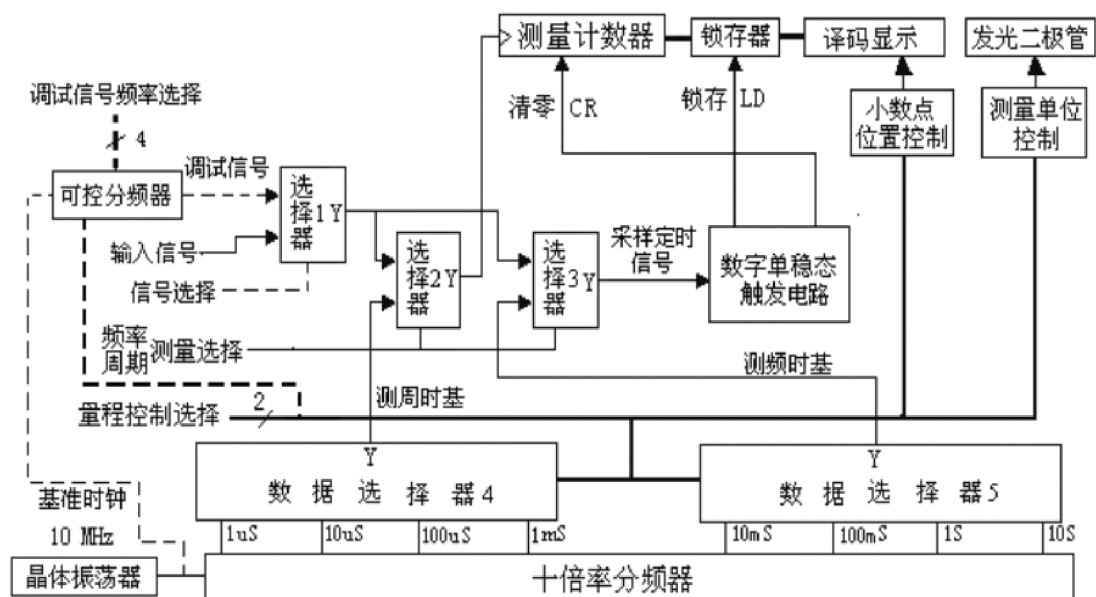 测量计数器
锁存器
译码显示
发光二极管
调试信号频率选择
4
清零 CR
锁存 LD
小数点
位置控制
测量单位
控制
可控分频器
调试信号
选择器1 Y
输入信号
信号选择
选择器2 Y
选择器3 Y
采样定时
信号
数字单稳态
触发电路
频率
周期
测量选择
测周时基
测频时基
量程控制选择
2
Y
数据选择器4
Y
数据选择器5
基准时钟
10 MHz
1uS
10uS
100uS
1mS
10mS
100mS
1S
10S
晶体振荡器
十倍率分频器